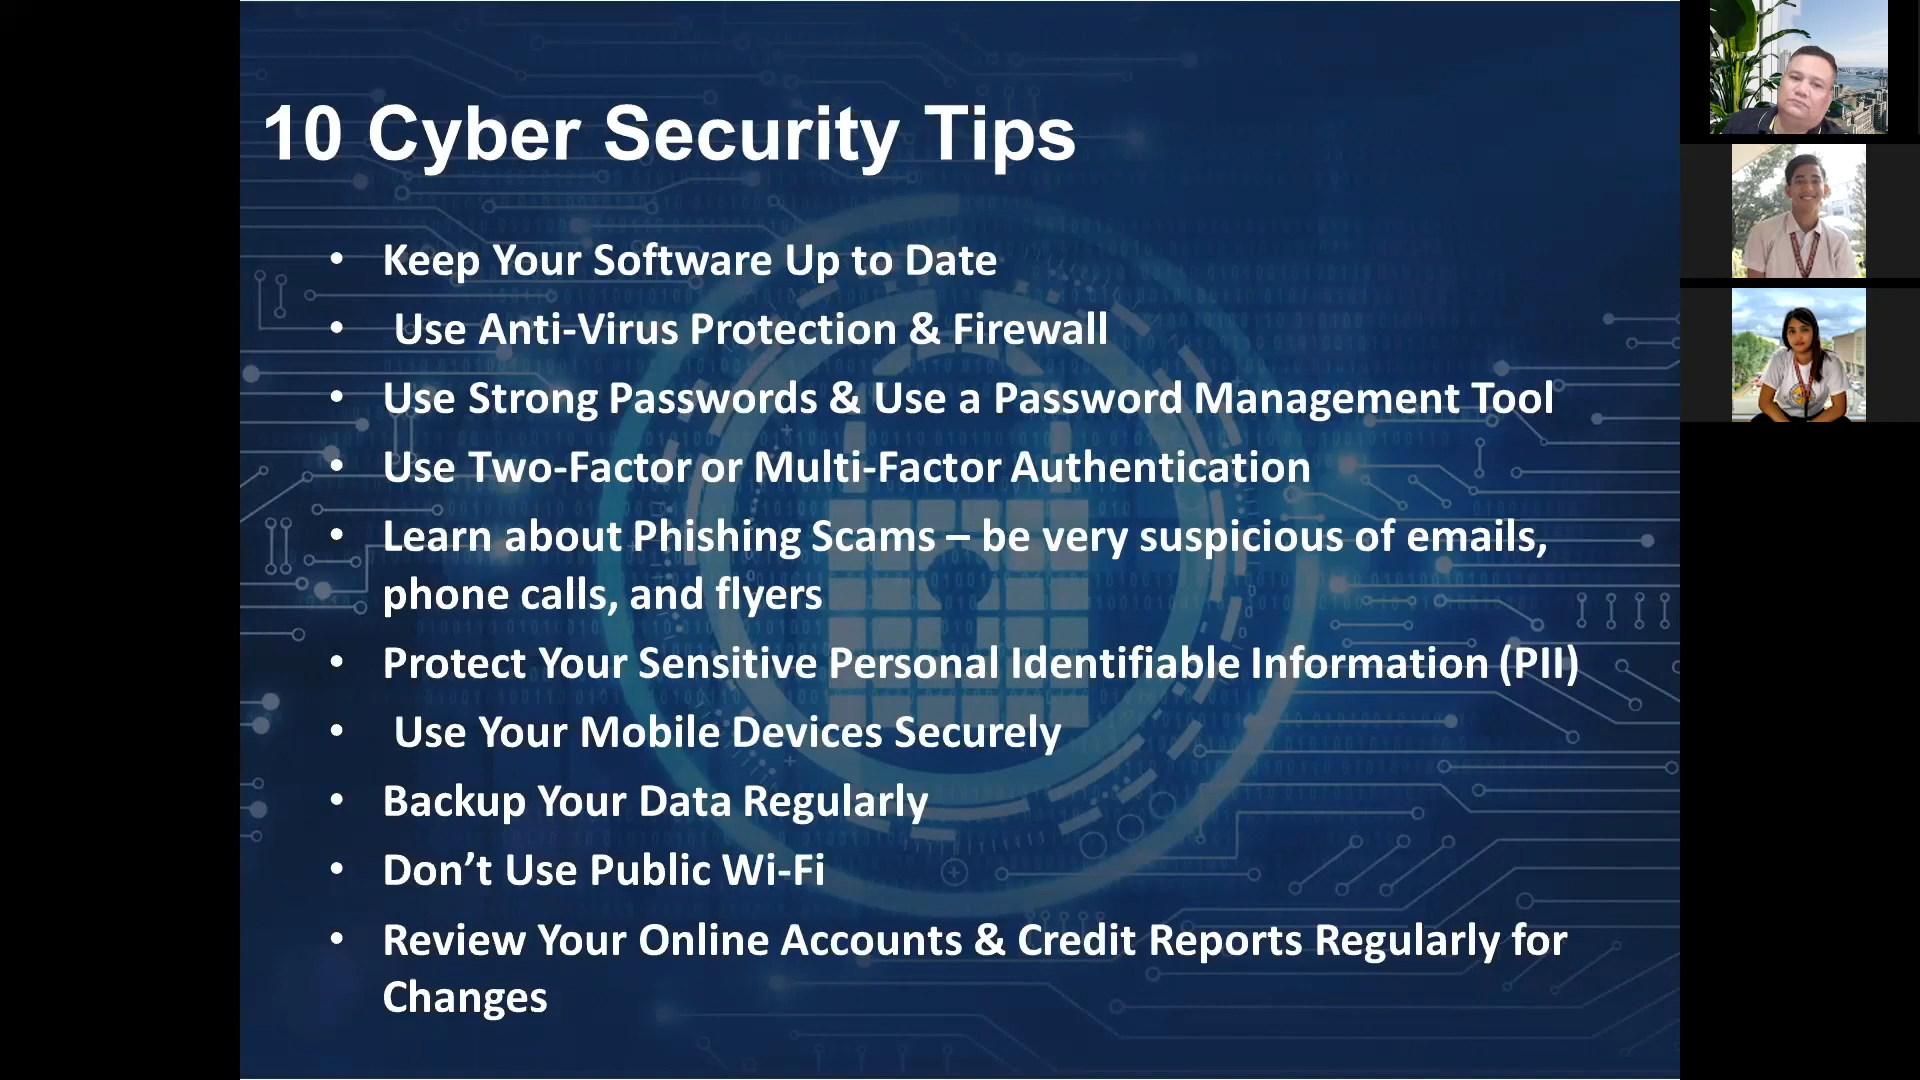 10 Cyber Security Tips
• Keep Your Software Up to Date
• Use Anti-Virus Protection & Firewall
• Use Strong Passwords & Use a Password Management Tool
• Use Two-Factor or Multi-Factor Authentication
• Learn about Phishing Scams – be very suspicious of emails,
phone calls, and flyers
• Protect Your Sensitive Personal Identifiable Information (PII)
• Use Your Mobile Devices Securely
• Backup Your Data Regularly
• Don’t Use Public Wi-Fi
• Review Your Online Accounts & Credit Reports Regularly for
Changes